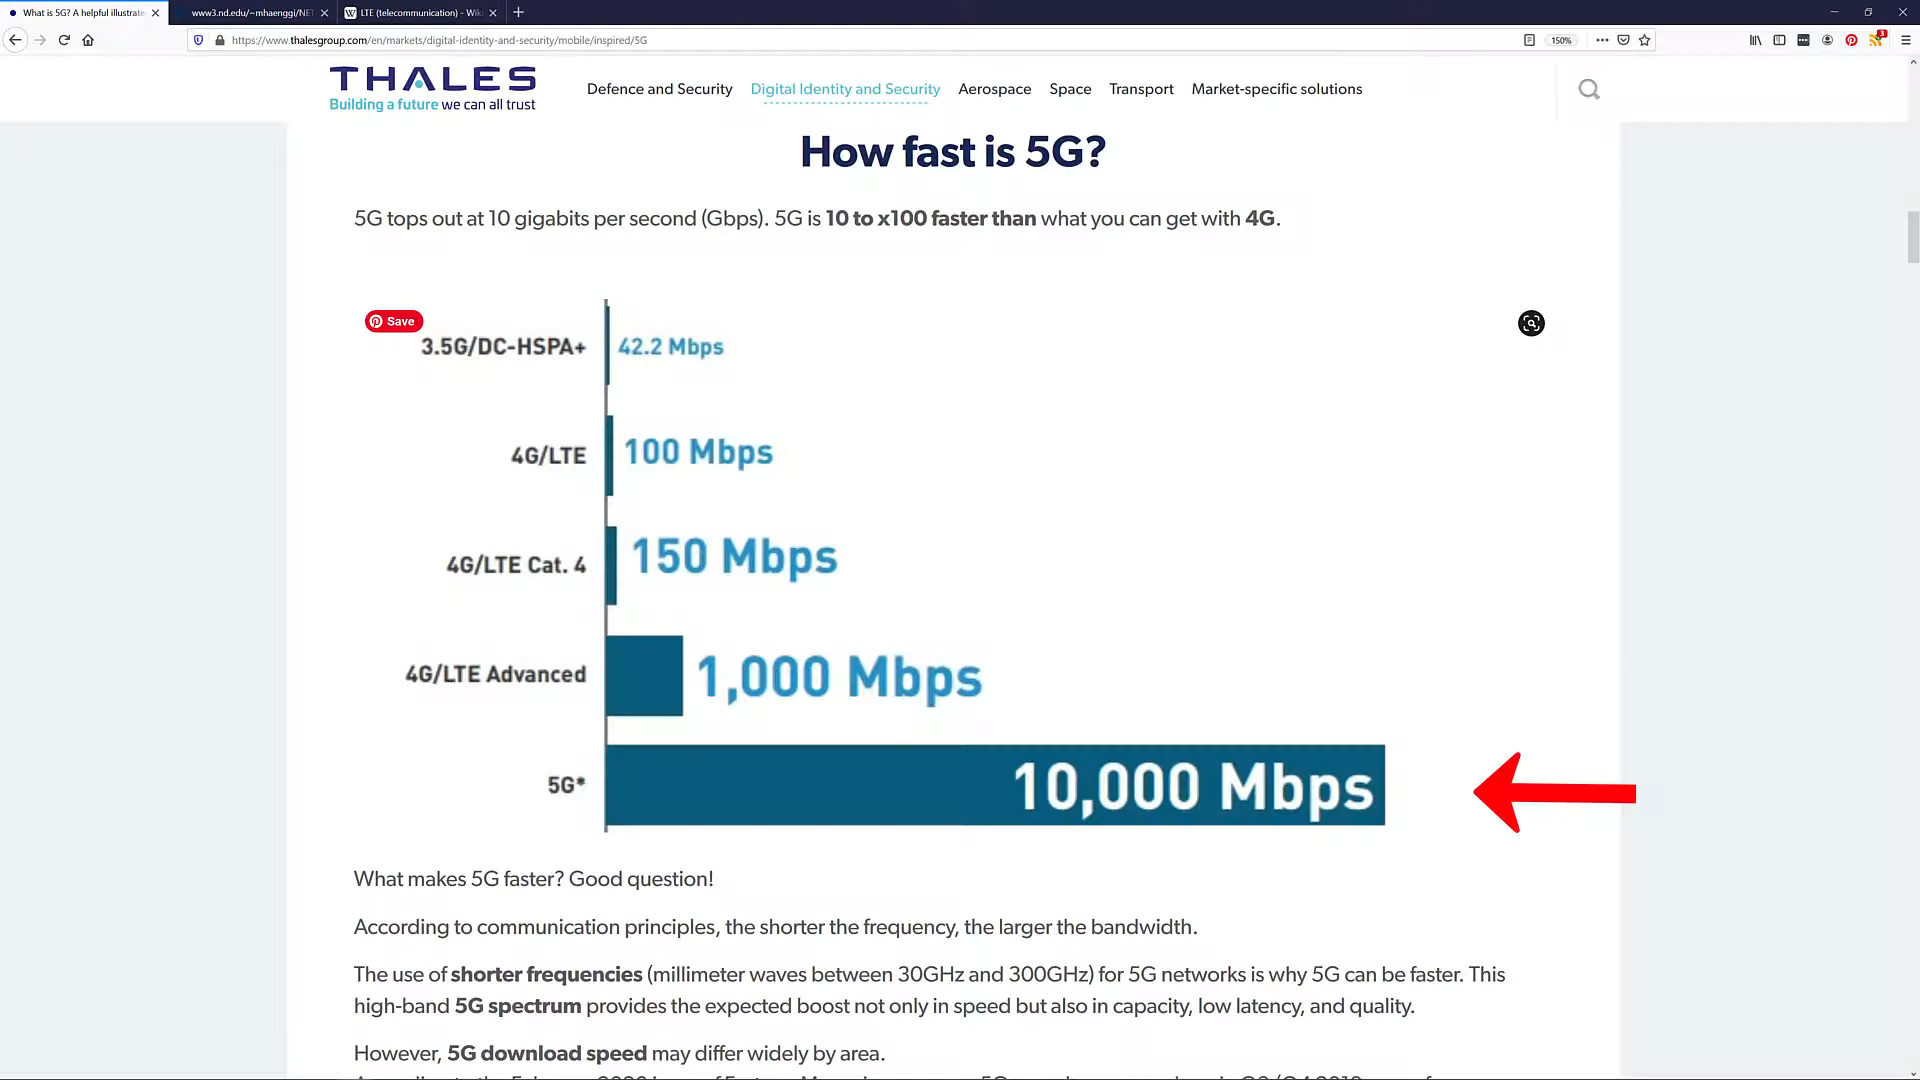 What is 5G? A helpful illustrate
www3.nd.edu/~mhaenggi/NE
LTE (telecommunication) - Wik
https://www.thalesgroup.com/en/markets/digital-identity-and-security/mobile/inspired/5G
150%
3
THALES
Building a future we can all trust
Defence and Security
Digital Identity and Security
Aerospace
Space
Transport
Market-specific solutions
How fast is 5G?
5G tops out at 10 gigabits per second (Gbps). 5G is 10 to x100 faster than what you can get with 4G.
Save
3.5G/DC-HSPA+ 42.2 Mbps
4G/LTE 100 Mbps
4G/LTE Cat. 4 150 Mbps
4G/LTE Advanced 1,000 Mbps
5G* 10,000 Mbps
What makes 5G faster? Good question!
According to communication principles, the shorter the frequency, the larger the bandwidth.
The use of shorter frequencies (millimeter waves between 30GHz and 300GHz) for 5G networks is why 5G can be faster. This
high-band 5G spectrum provides the expected boost not only in speed but also in capacity, low latency, and quality.
However, 5G download speed may differ widely by area.